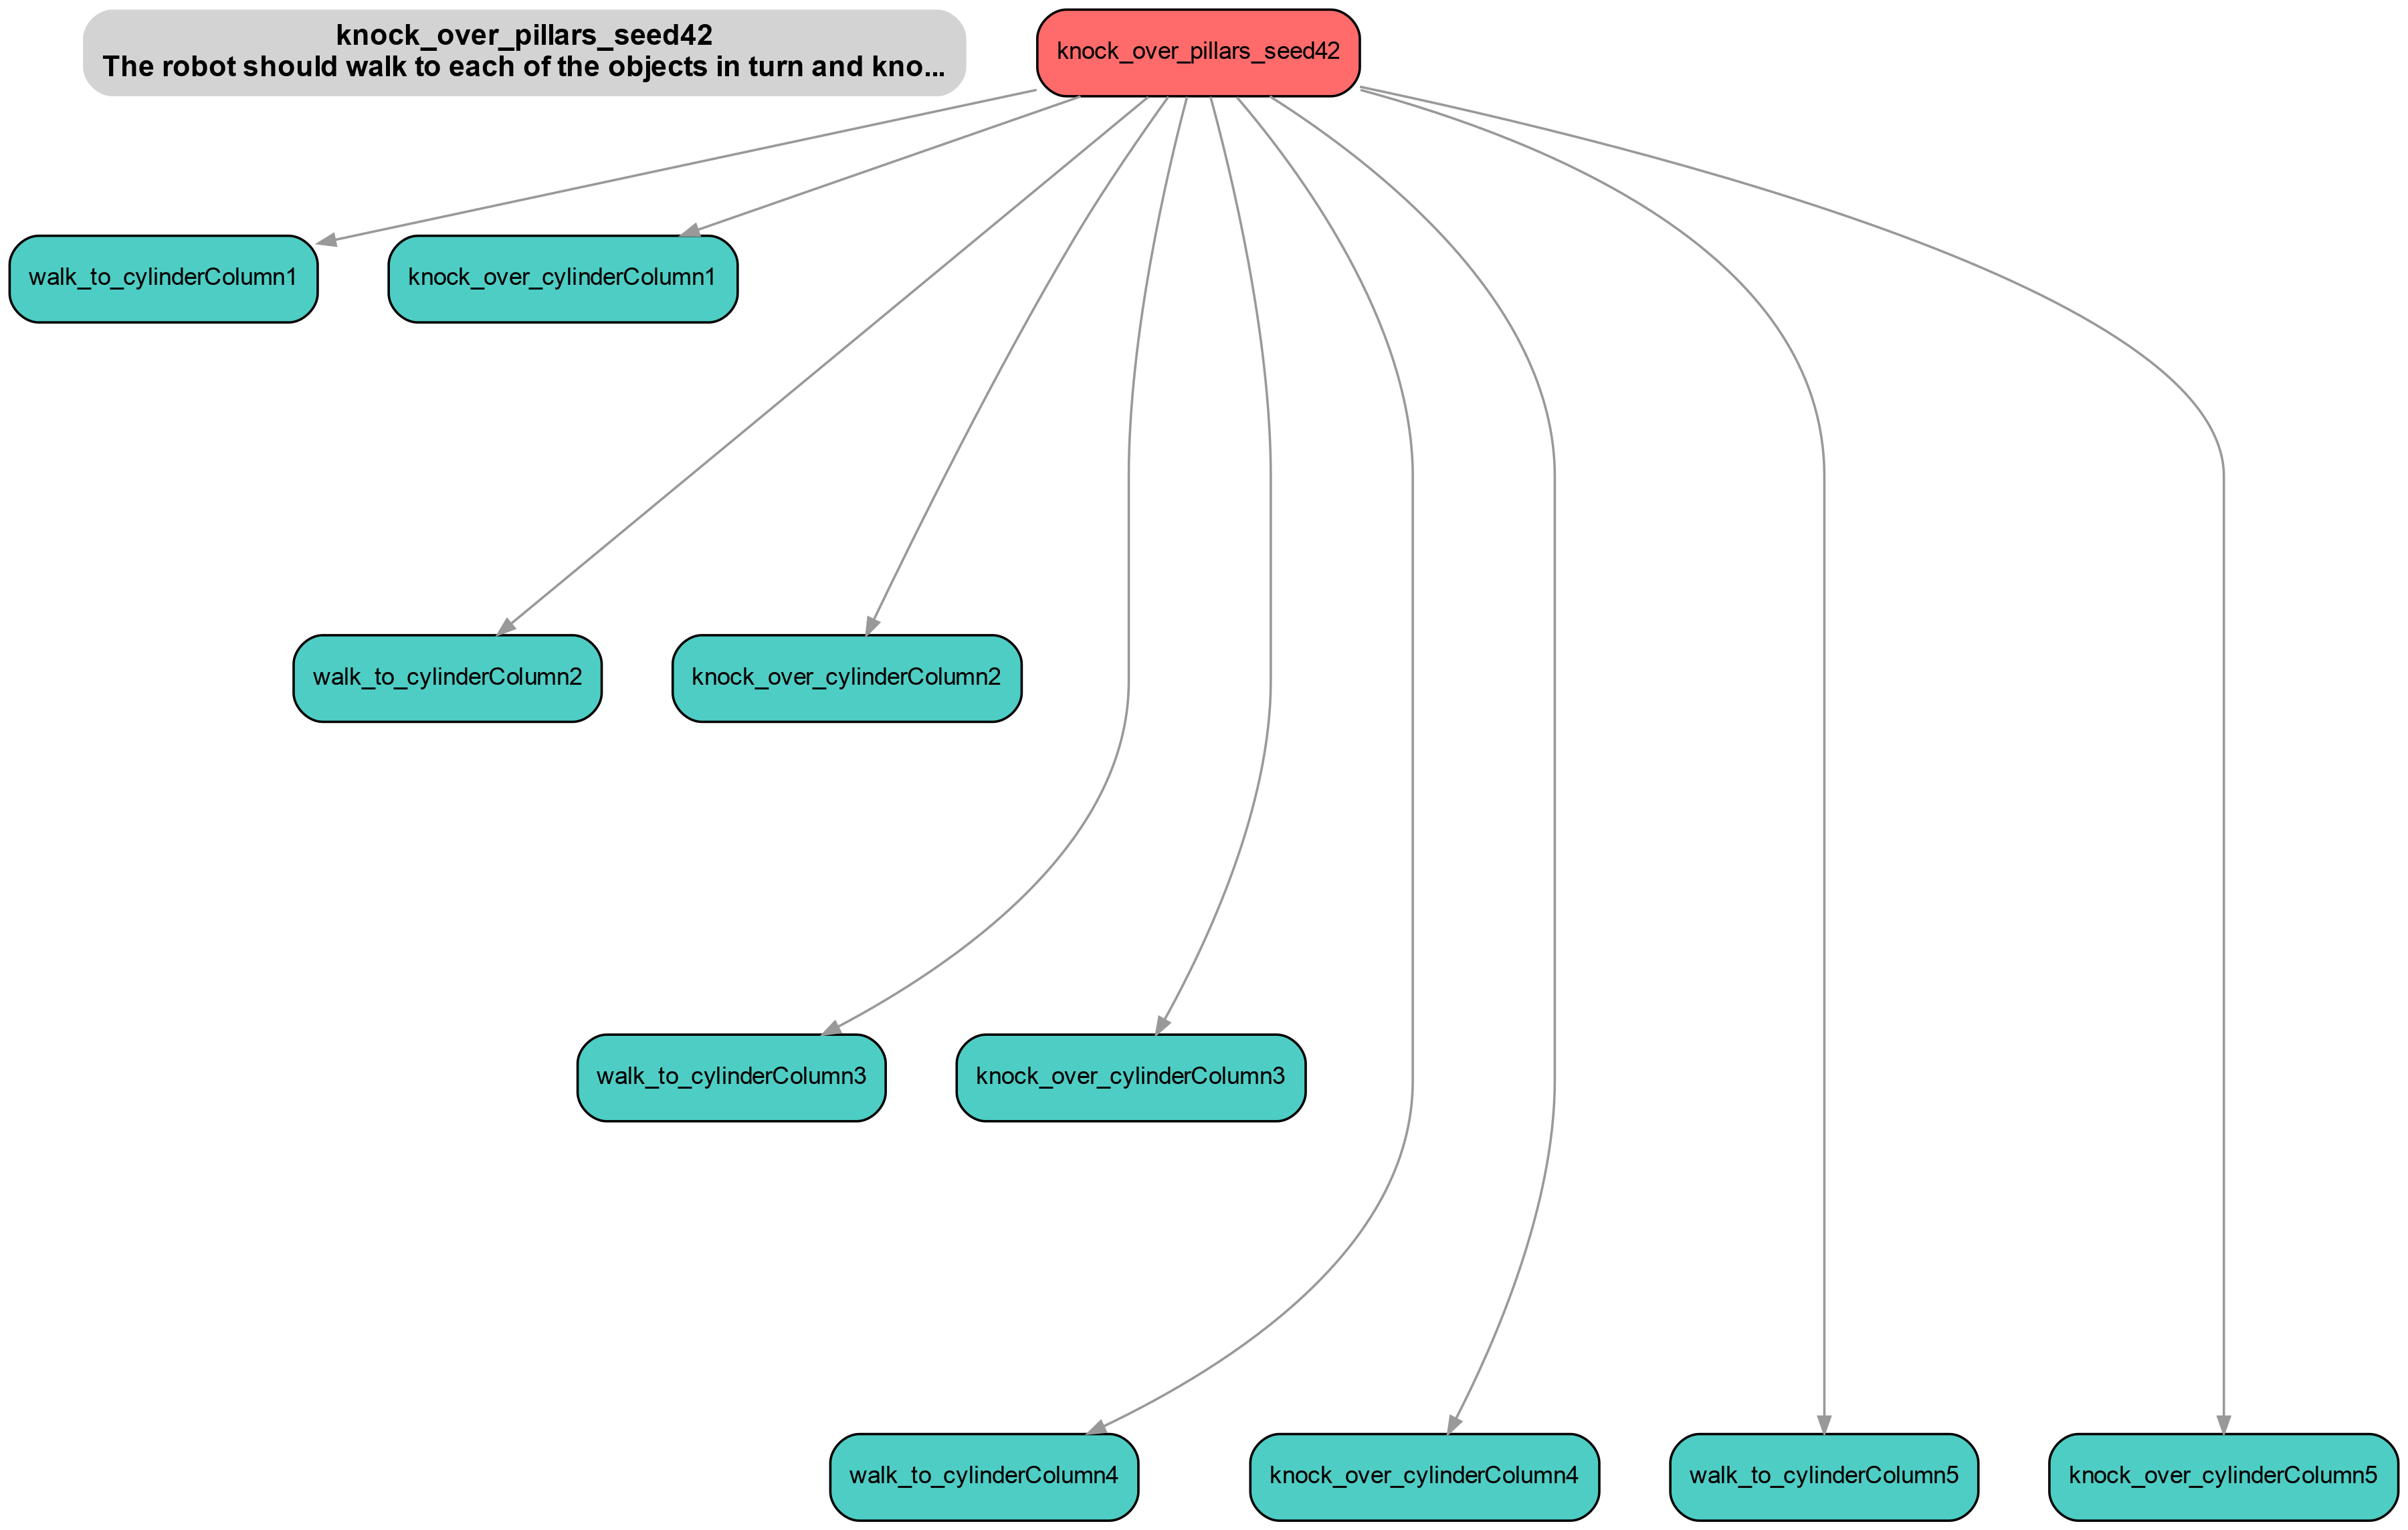 knock_over_pillars_seed42
The robot should walk to each of the objects in turn and kno...
knock_over_pillars_seed42
walk_to_cylinderColumn1
knock_over_cylinderColumn1
walk_to_cylinderColumn2
knock_over_cylinderColumn2
walk_to_cylinderColumn3
knock_over_cylinderColumn3
walk_to_cylinderColumn4
knock_over_cylinderColumn4
walk_to_cylinderColumn5
knock_over_cylinderColumn5